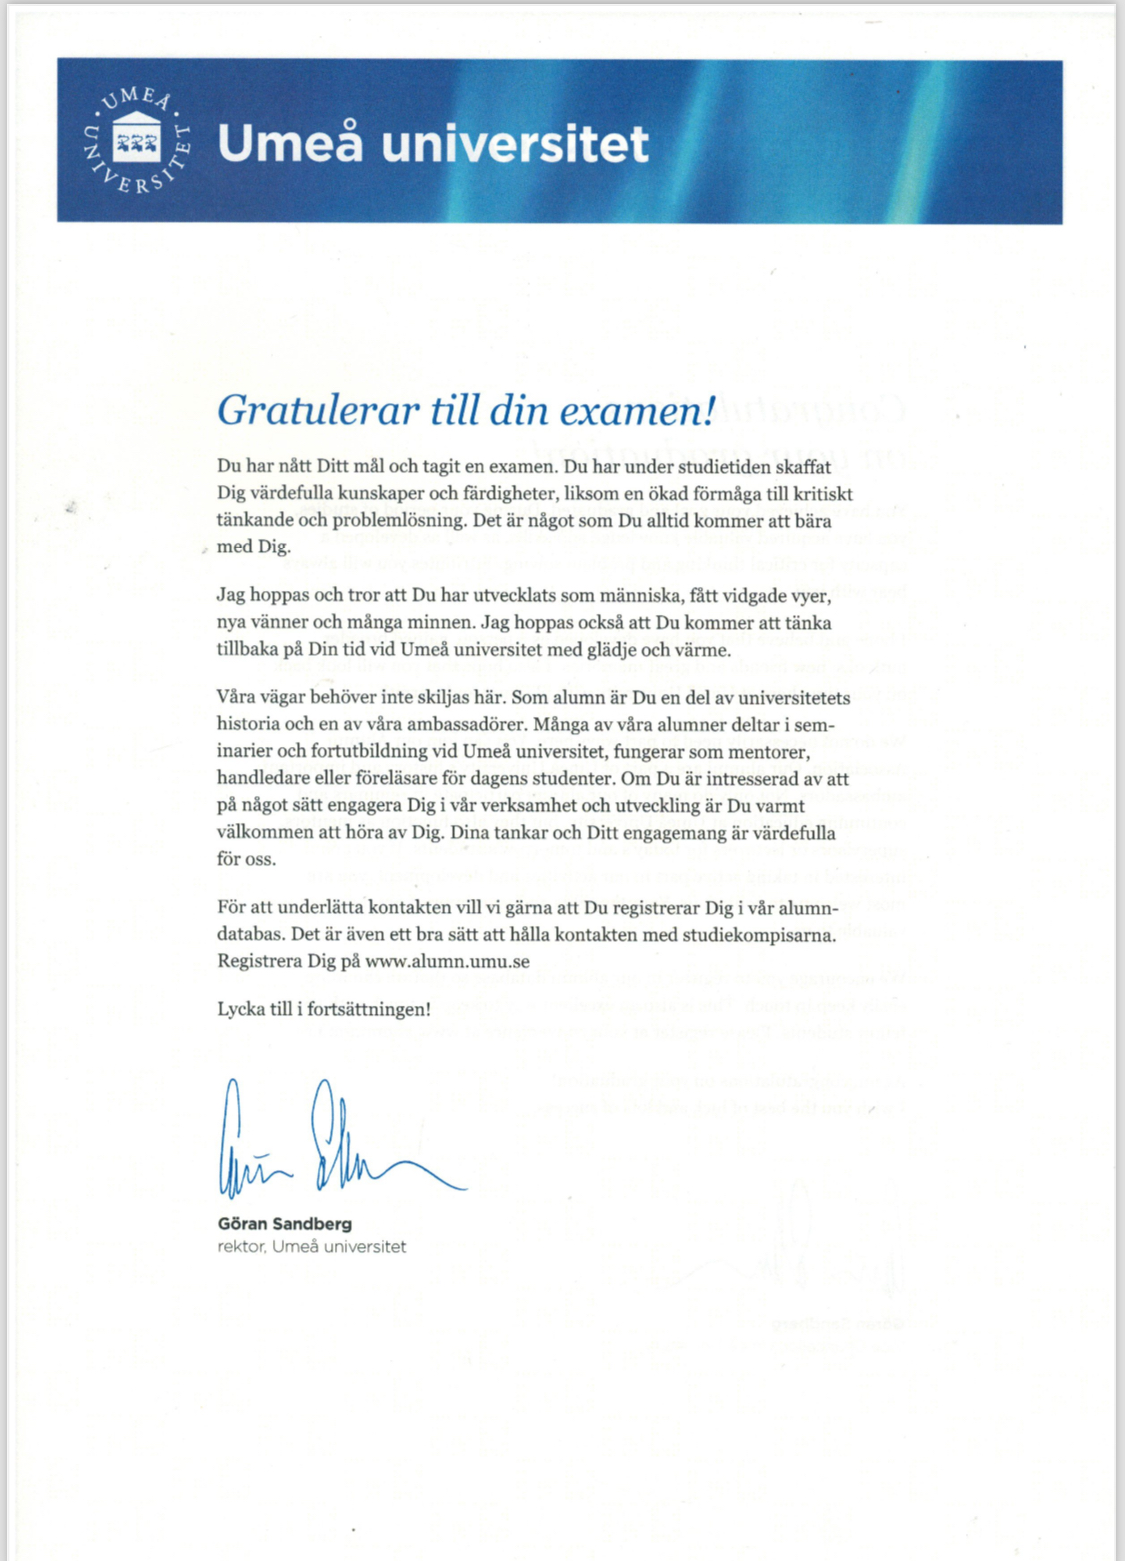 UMEÅ UNIVERSITET
Umeå universitet
Gratulerar till din examen!
Du har nått Ditt mål och tagit en examen. Du har under studietiden skaffat
Dig värdefulla kunskaper och färdigheter, liksom en ökad förmåga till kritiskt
tänkande och problemlösning. Det är något som Du alltid kommer att bära
med Dig.
Jag hoppas och tror att Du har utvecklats som människa, fått vidgade vyer,
nya vänner och många minnen. Jag hoppas också att Du kommer att tänka
tillbaka på Din tid vid Umeå universitet med glädje och värme.
Våra vägar behöver inte skiljas här. Som alumn är Du en del av universitetets
historia och en av våra ambassadörer. Många av våra alumner deltar i sem-
inarier och fortutbildning vid Umeå universitet, fungerar som mentorer,
handledare eller föreläsare för dagens studenter. Om Du är intresserad av att
på något sätt engagera Dig i vår verksamhet och utveckling är Du varmt
välkommen att höra av Dig. Dina tankar och Ditt engagemang är värdefulla
för oss.
För att underlätta kontakten vill vi gärna att Du registrerar Dig i vår alumn-
databas. Det är även ett bra sätt att hålla kontakten med studiekompisarna.
Registrera Dig på www.alumn.umu.se
Lycka till i fortsättningen!
Göran Sandberg
rektor, Umeå universitet